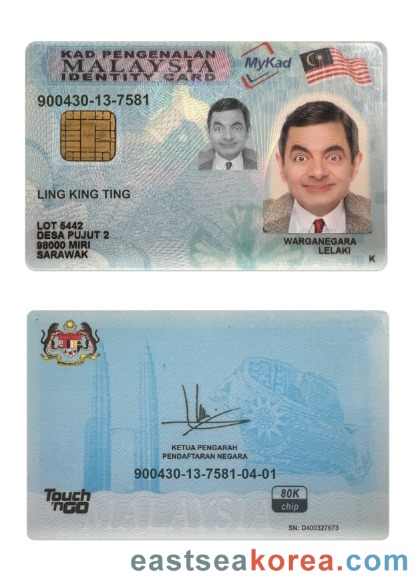 KAD PENGENALAN
MALAYSIA
IDENTITY CARD
MyKad
900430-13-7581
LING KING TING
LOT 5442
DESA PUJUT 2
98000 MIRI
SARAWAK
WARGANEGARA
LELAKI
K
KETUA PENGARAH
PENDAFTARAN NEGARA
900430-13-7581-04-01
Touch
'nGO
80K
chip
MALAYSIA
SN: D400327673
eastseakorea.com